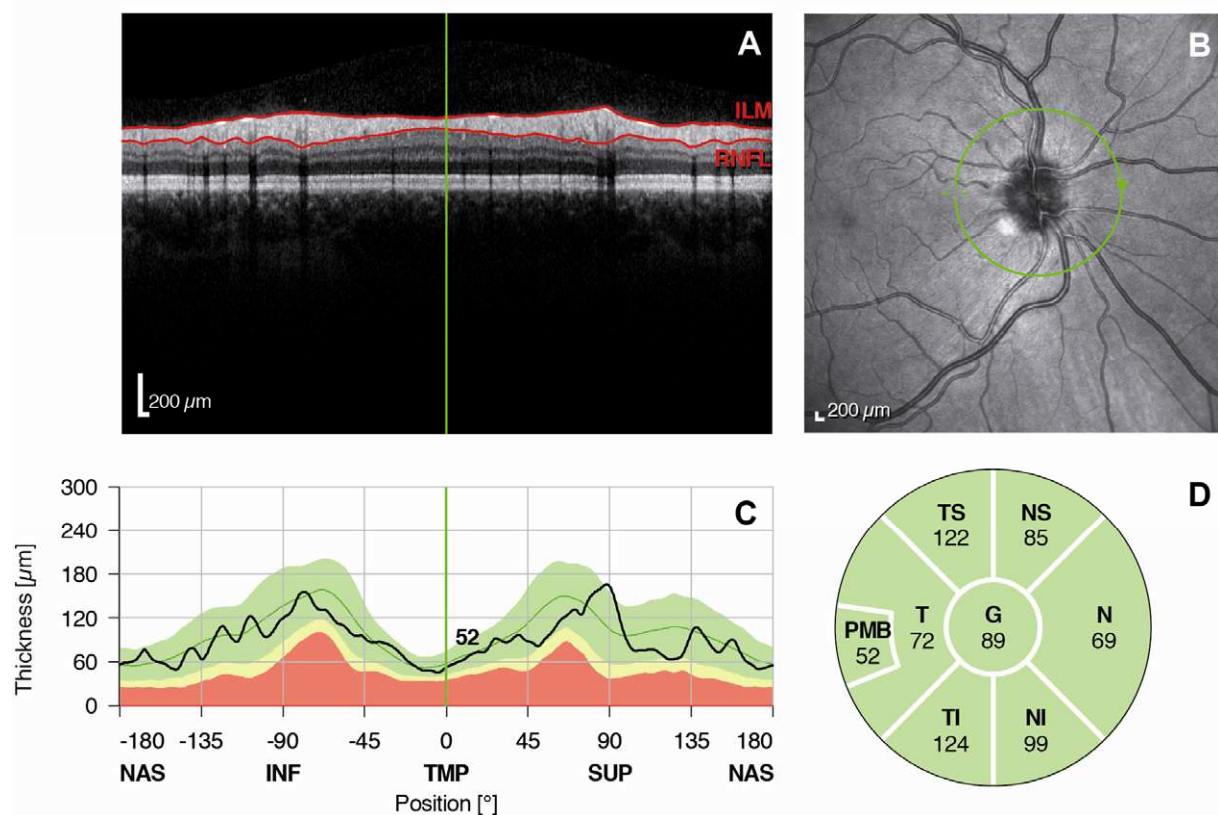 A
ILM
RNFL
200 µm
B
200 µm
C
300
240
180
120
60
0
Thickness [µm]
52
-180 -135 -90 -45 0 45 90 135 180
NAS INF TMP SUP NAS
Position [°]
D
TS NS
122 85
PMB T G N
52 72 89 69
TI NI
124 99